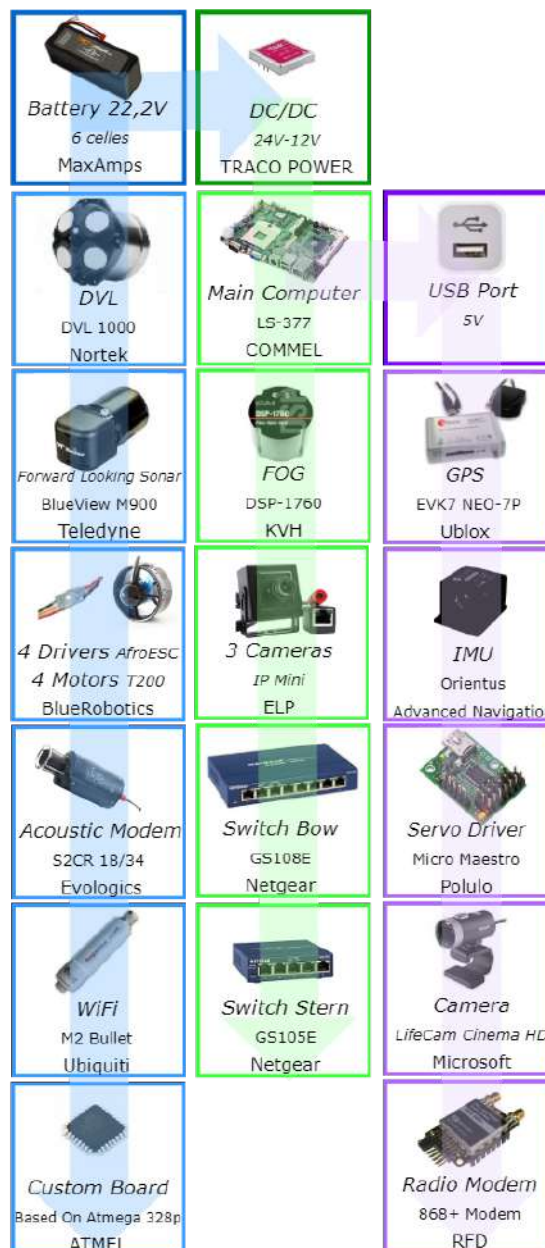 Battery 22,2V
6 celles
MaxAmps
DC/DC
24V-12V
TRACO POWER
DVL
DVL 1000
Nortek
Main Computer
LS-377
COMMEL
USB Port
5V
Forward Looking Sonar
BlueView M900
Teledyne
DSP-1760
FOG
DSP-1760
KVH
GPS
EVK7 NEO-7P
Ublox
4 Drivers AfroESC
4 Motors T200
BlueRobotics
3 Cameras
IP Mini
ELP
IMU
Orientus
Advanced Navigatio
Acoustic Modem
S2CR 18/34
Evologics
Switch Bow
GS108E
Netgear
Servo Driver
Micro Maestro
Polulo
WiFi
M2 Bullet
Ubiquiti
Switch Stern
GS105E
Netgear
Camera
LifeCam Cinema HD
Microsoft
Custom Board
Based On Atmega 328p
ATMEL
Radio Modem
868+ Modem
RFD